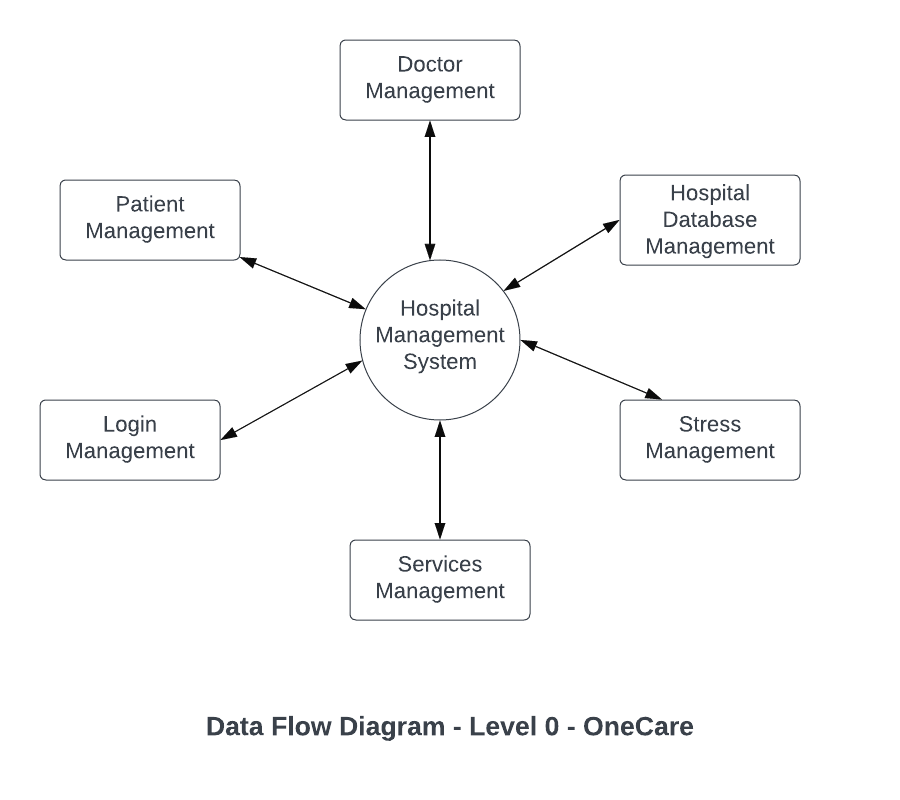 Doctor
Management
Patient
Management
Hospital
Database
Management
Hospital
Management
System
Login
Management
Stress
Management
Services
Management
Data Flow Diagram - Level 0 - OneCare